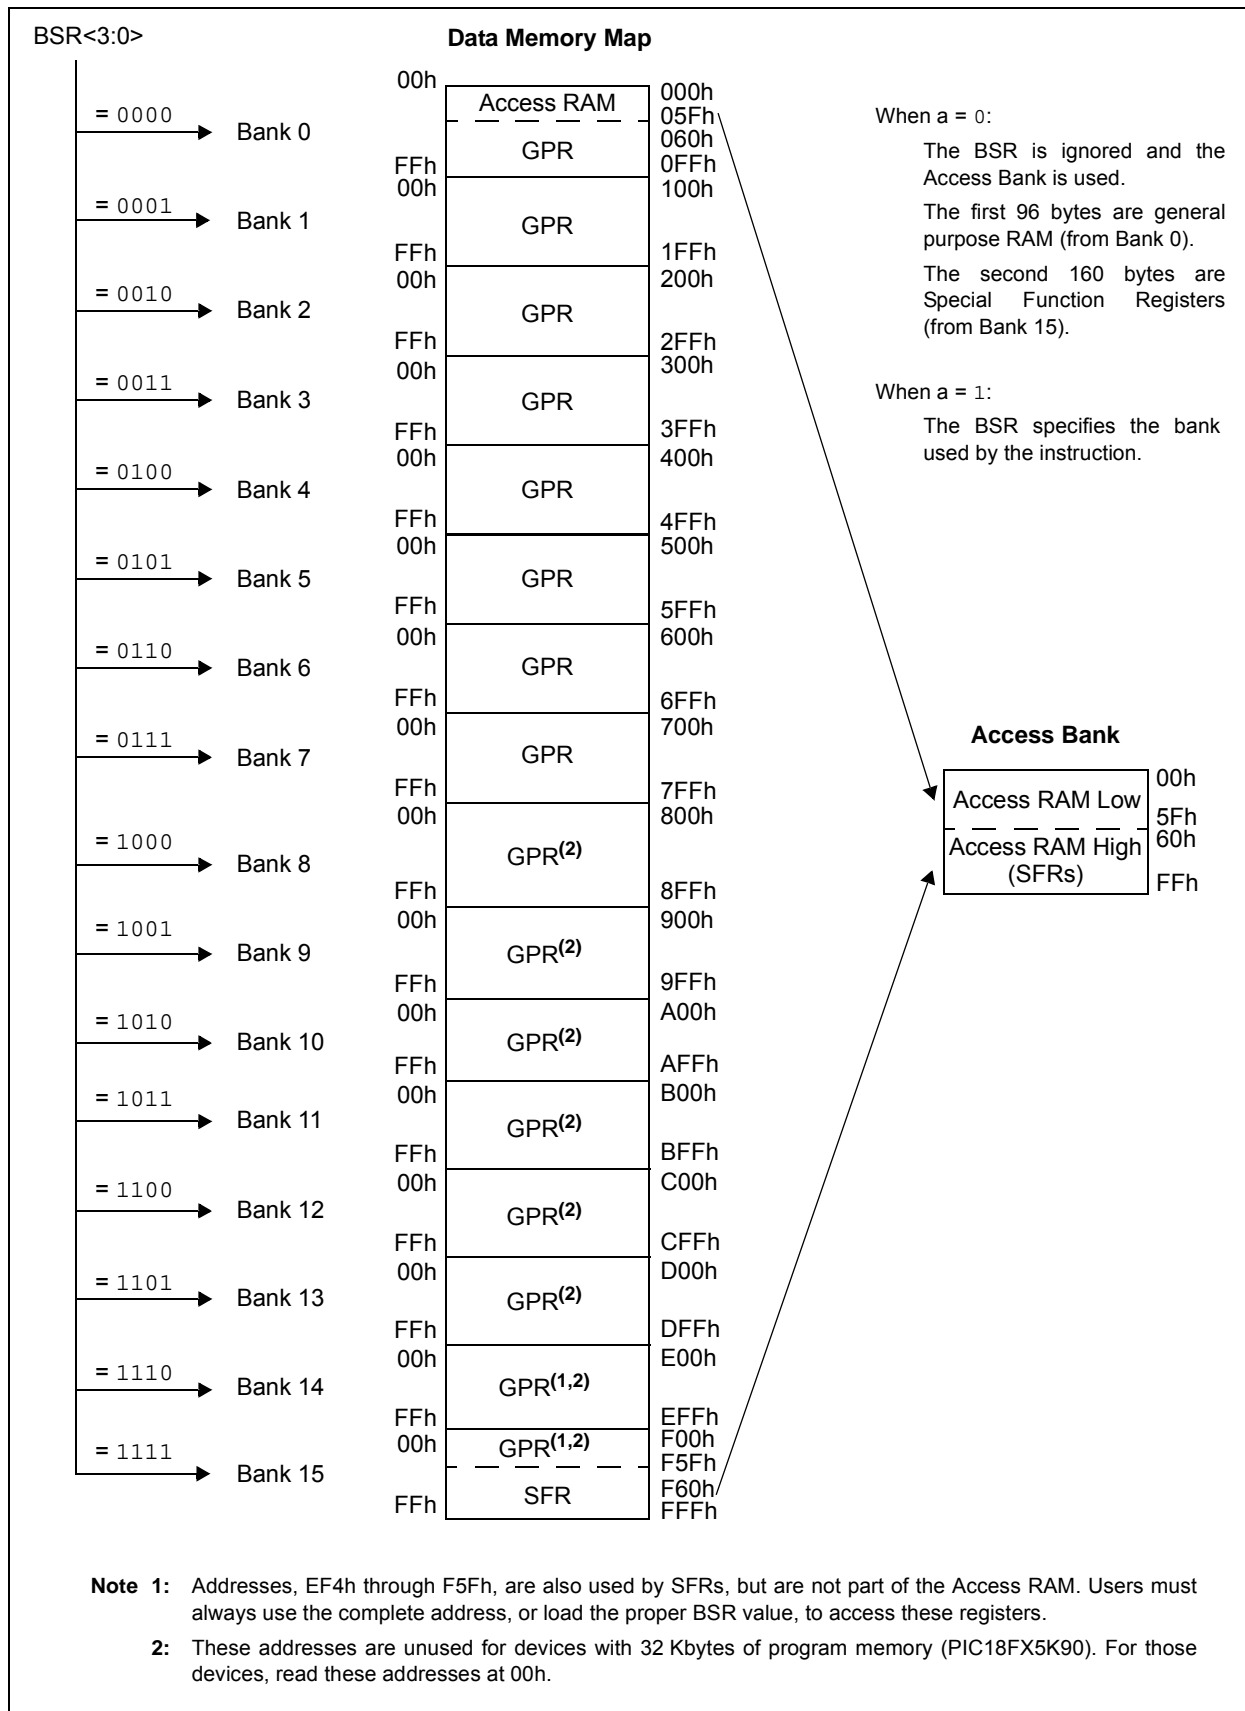 BSR<3:0>
Data Memory Map
00h
Access RAM
000h
= 0000
05Fh
Bank 0
GPR
060h
FFh
0FFh
00h
100h
= 0001
Bank 1
GPR
FFh
1FFh
00h
200h
= 0010
Bank 2
GPR
FFh
2FFh
00h
300h
= 0011
Bank 3
GPR
FFh
3FFh
00h
400h
= 0100
Bank 4
GPR
FFh
4FFh
00h
500h
= 0101
Bank 5
GPR
FFh
5FFh
00h
600h
= 0110
Bank 6
GPR
FFh
6FFh
00h
700h
= 0111
Bank 7
GPR
FFh
7FFh
00h
800h
= 1000
Bank 8
GPR(2)
FFh
8FFh
00h
900h
= 1001
Bank 9
GPR(2)
FFh
9FFh
00h
A00h
= 1010
Bank 10
GPR(2)
FFh
AFFh
00h
B00h
= 1011
Bank 11
GPR(2)
FFh
BFFh
00h
C00h
= 1100
Bank 12
GPR(2)
FFh
CFFh
00h
D00h
= 1101
Bank 13
GPR(2)
FFh
DFFh
00h
E00h
= 1110
Bank 14
GPR(1,2)
FFh
EFFh
00h
F00h
= 1111
GPR(1,2)
F5Fh
Bank 15
SFR
F60h
FFh
FFFh
When a = 0:
The BSR is ignored and the
Access Bank is used.
The first 96 bytes are general
purpose RAM (from Bank 0).
The second 160 bytes are
Special Function Registers
(from Bank 15).
When a = 1:
The BSR specifies the bank
used by the instruction.
Access Bank
00h
Access RAM Low
5Fh
60h
Access RAM High
(SFRs)
FFh
Note 1: Addresses, EF4h through F5Fh, are also used by SFRs, but are not part of the Access RAM. Users must
always use the complete address, or load the proper BSR value, to access these registers.
2: These addresses are unused for devices with 32 Kbytes of program memory (PIC18FX5K90). For those
devices, read these addresses at 00h.